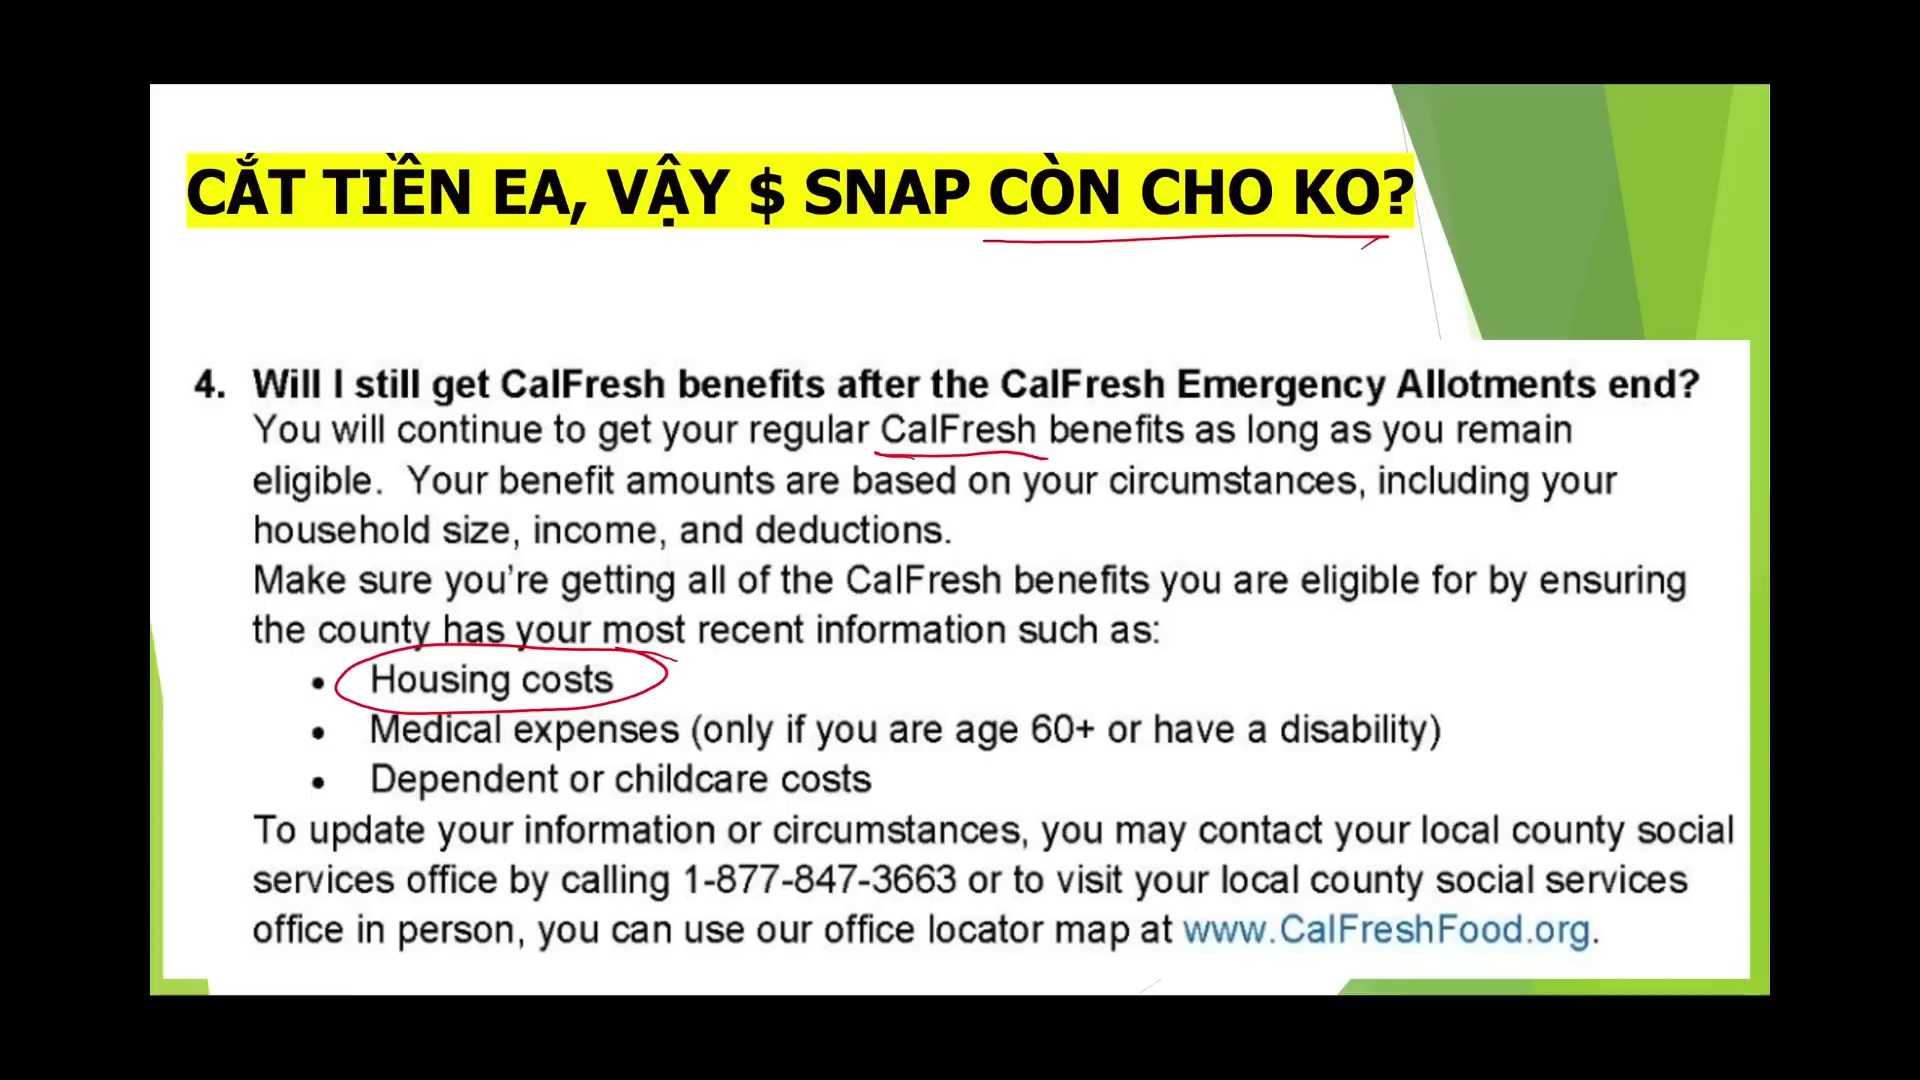 CẮT TIỀN EA, VẬY $ SNAP CÒN CHO KO?
4. Will I still get CalFresh benefits after the CalFresh Emergency Allotments end?
You will continue to get your regular CalFresh benefits as long as you remain
eligible. Your benefit amounts are based on your circumstances, including your
household size, income, and deductions.
Make sure you're getting all of the CalFresh benefits you are eligible for by ensuring
the county has your most recent information such as:
• Housing costs
• Medical expenses (only if you are age 60+ or have a disability)
• Dependent or childcare costs
To update your information or circumstances, you may contact your local county social
services office by calling 1-877-847-3663 or to visit your local county social services
office in person, you can use our office locator map at www.CalFreshFood.org.